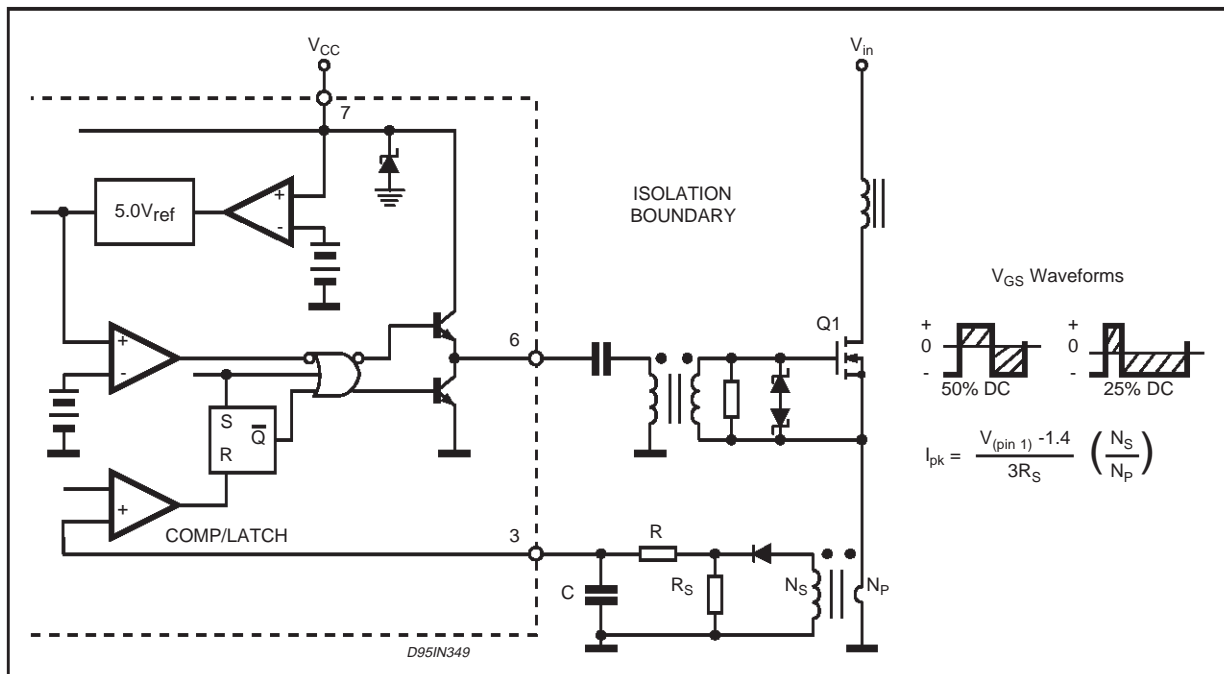 VCC
Vin
7
ISOLATION
BOUNDARY
5.0Vref
+
-
VGS Waveforms
Q1
6
+
0
-
50% DC
+
0
-
25% DC
+
-
S
R
Q
Ipk = V(pin 1) -1.4 / 3RS (NS / NP)
+
COMP/LATCH
3
R
C
RS
NS
NP
D95IN349